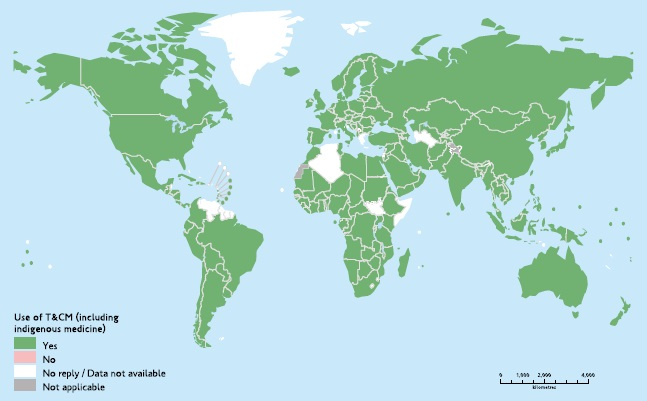 Use of T&CM (including
indigenous medicine)
Yes
No
No reply / Data not available
Not applicable
0 1,000 2,000 4,000
Kilometres